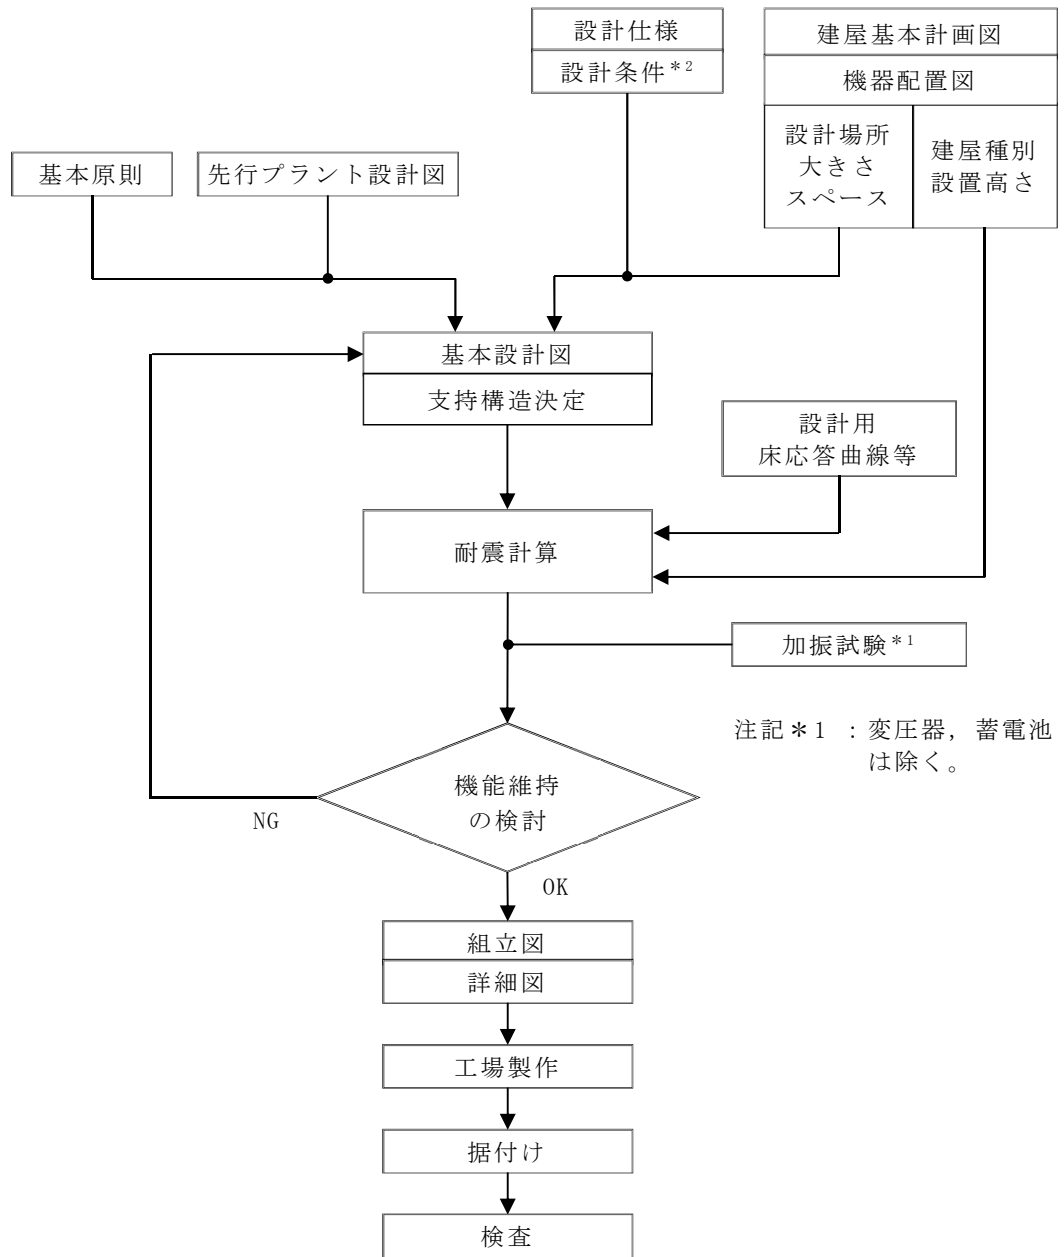 設計仕様
設計条件*2
建屋基本計画図
機器配置図
設計場所
大きさ
スペース
建屋種別
設置高さ
基本原則
先行プラント設計図
基本設計図
支持構造決定
設計用
床応答曲線等
耐震計算
加振試験*1
注記*1 :変圧器,蓄電池
は除く。
機能維持
の検討
NG
OK
組立図
詳細図
工場製作
据付け
検査